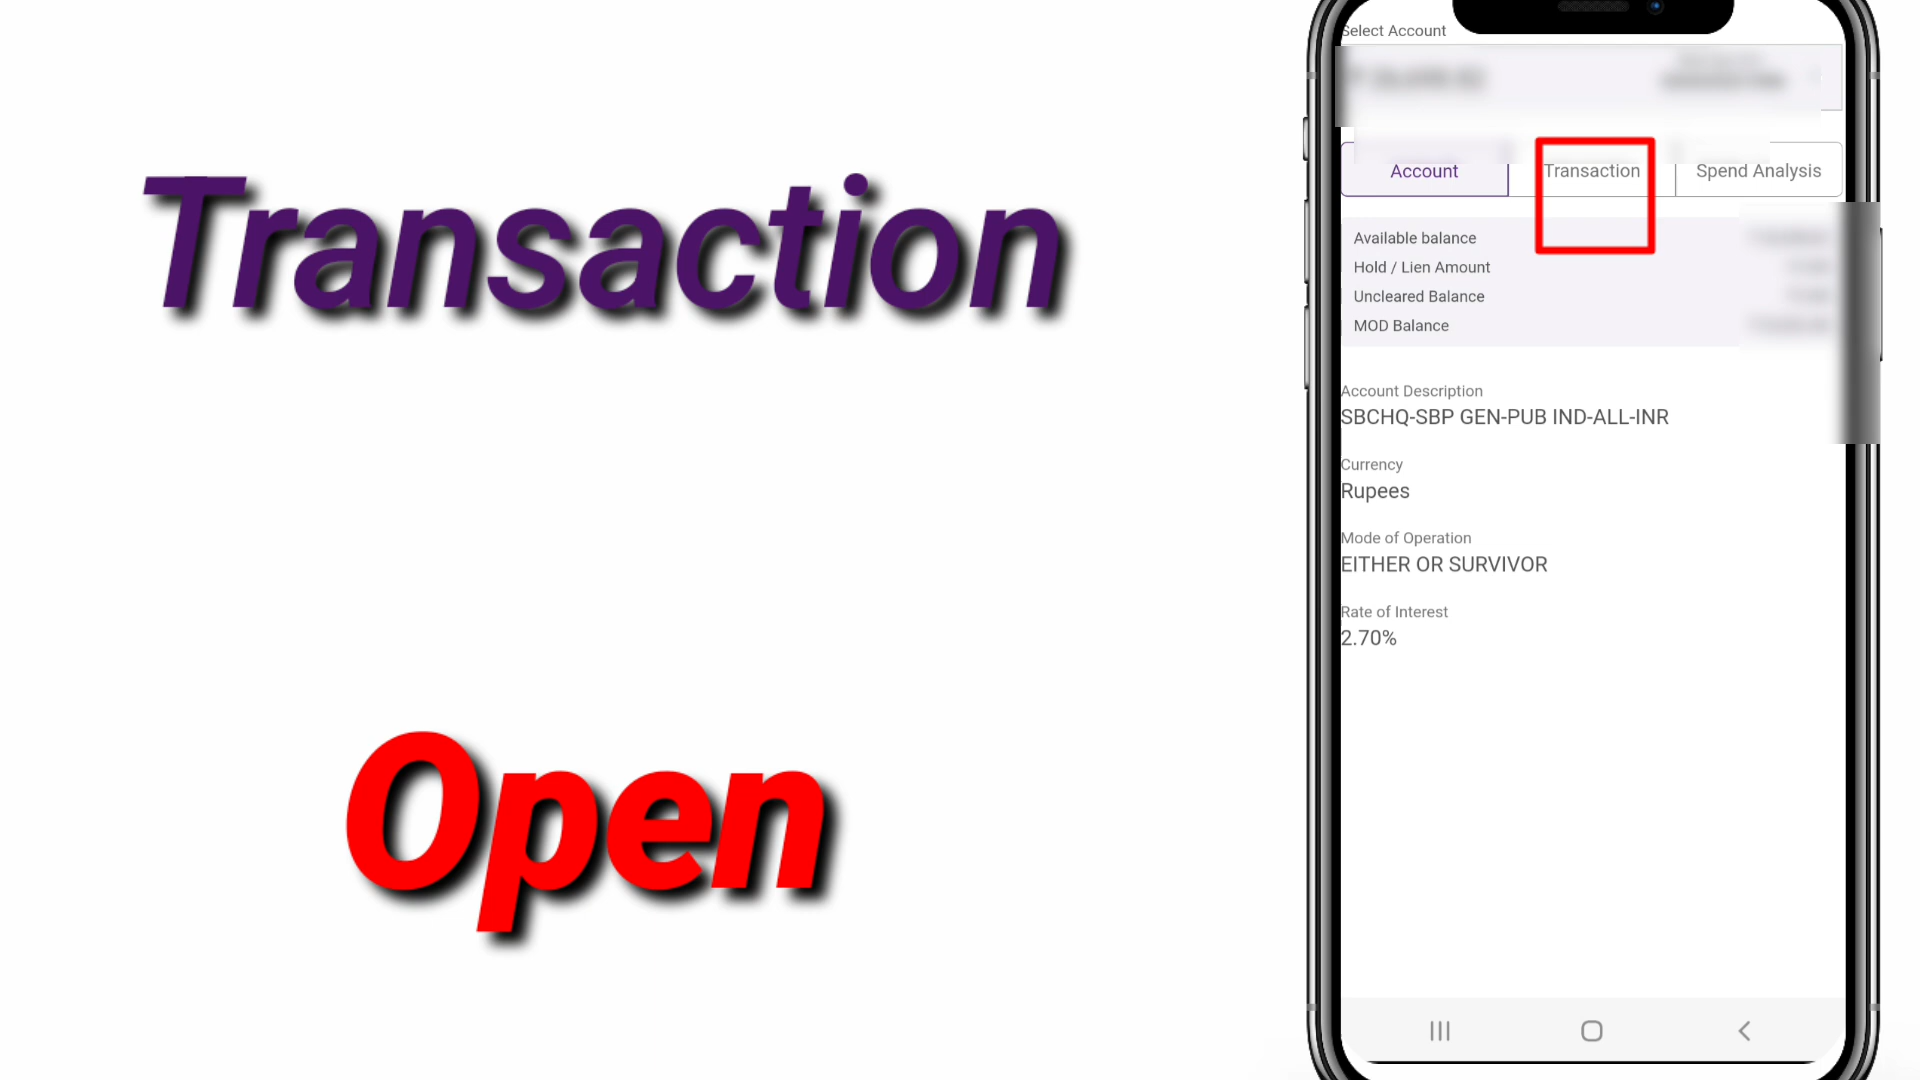 Transaction
Open
Select Account
Account
Transaction
Spend Analysis
Available balance
Hold / Lien Amount
Uncleared Balance
MOD Balance
Account Description
SBCHQ-SBP GEN-PUB IND-ALL-INR
Currency
Rupees
Mode of Operation
EITHER OR SURVIVOR
Rate of Interest
2.70%